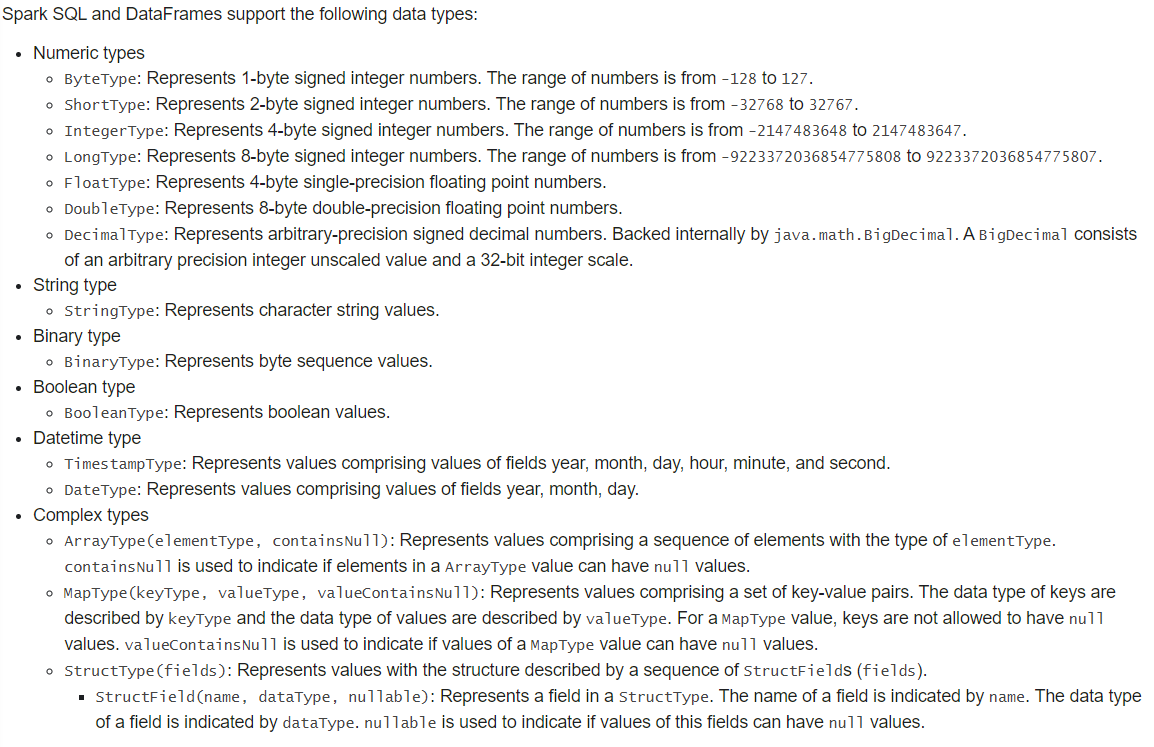 Spark SQL and DataFrames support the following data types:
• Numeric types
◦ ByteType: Represents 1-byte signed integer numbers. The range of numbers is from -128 to 127.
◦ ShortType: Represents 2-byte signed integer numbers. The range of numbers is from -32768 to 32767.
◦ IntegerType: Represents 4-byte signed integer numbers. The range of numbers is from -2147483648 to 2147483647.
◦ LongType: Represents 8-byte signed integer numbers. The range of numbers is from -9223372036854775808 to 9223372036854775807.
◦ FloatType: Represents 4-byte single-precision floating point numbers.
◦ DoubleType: Represents 8-byte double-precision floating point numbers.
◦ DecimalType: Represents arbitrary-precision signed decimal numbers. Backed internally by java.math.BigDecimal. A BigDecimal consists
of an arbitrary precision integer unscaled value and a 32-bit integer scale.
• String type
◦ StringType: Represents character string values.
• Binary type
◦ BinaryType: Represents byte sequence values.
• Boolean type
◦ BooleanType: Represents boolean values.
• Datetime type
◦ TimestampType: Represents values comprising values of fields year, month, day, hour, minute, and second.
◦ DateType: Represents values comprising values of fields year, month, day.
• Complex types
◦ ArrayType(elementType, containsNull): Represents values comprising a sequence of elements with the type of elementType.
containsNull is used to indicate if elements in a ArrayType value can have null values.
◦ MapType(keyType, valueType, valueContainsNull): Represents values comprising a set of key-value pairs. The data type of keys are
described by keyType and the data type of values are described by valueType. For a MapType value, keys are not allowed to have null
values. valueContainsNull is used to indicate if values of a MapType value can have null values.
◦ StructType(fields): Represents values with the structure described by a sequence of StructFields (fields).
▪ StructField(name, dataType, nullable): Represents a field in a StructType. The name of a field is indicated by name. The data type
of a field is indicated by dataType. nullable is used to indicate if values of this fields can have null values.